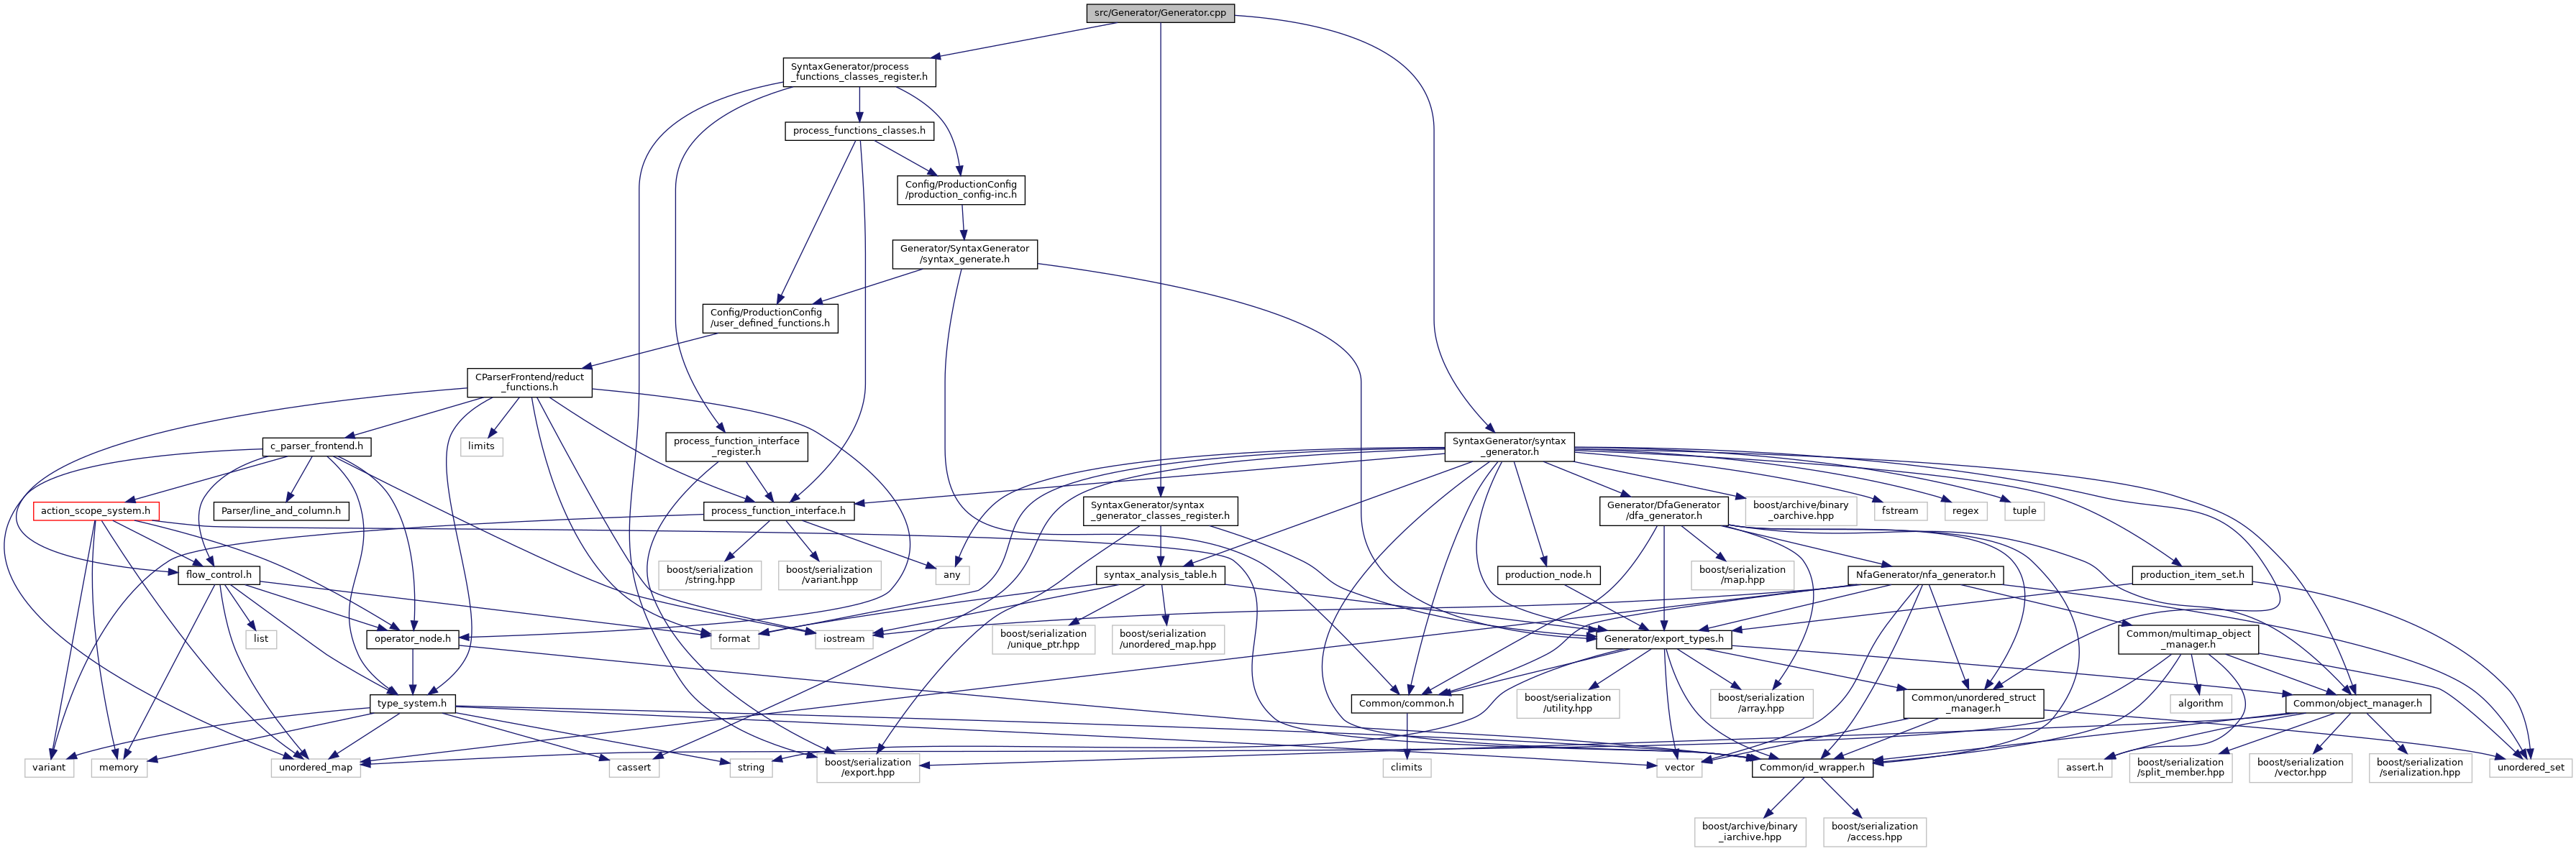 src/Generator/Generator.cpp
SyntaxGenerator/process
_functions_classes_register.h
process_functions_classes.h
Config/ProductionConfig
/production_config-inc.h
Generator/SyntaxGenerator
/syntax_generate.h
Config/ProductionConfig
/user_defined_functions.h
CParserFrontend/reduct
_functions.h
c_parser_frontend.h
limits
process_function_interface
_register.h
SyntaxGenerator/syntax
_generator.h
action_scope_system.h
Parser/line_and_column.h
process_function_interface.h
SyntaxGenerator/syntax
_generator_classes_register.h
Generator/DfaGenerator
/dfa_generator.h
boost/archive/binary
_oarchive.hpp
fstream
regex
tuple
flow_control.h
boost/serialization
/string.hpp
boost/serialization
/variant.hpp
any
syntax_analysis_table.h
production_node.h
boost/serialization
/map.hpp
NfaGenerator/nfa_generator.h
production_item_set.h
list
operator_node.h
format
iostream
boost/serialization
/unique_ptr.hpp
boost/serialization
/unordered_map.hpp
Generator/export_types.h
Common/multimap_object
_manager.h
type_system.h
Common/common.h
boost/serialization
/utility.hpp
boost/serialization
/array.hpp
Common/unordered_struct
_manager.h
algorithm
Common/object_manager.h
variant
memory
unordered_map
cassert
string
boost/serialization
/export.hpp
climits
vector
Common/id_wrapper.h
assert.h
boost/serialization
/split_member.hpp
boost/serialization
/vector.hpp
boost/serialization
/serialization.hpp
unordered_set
boost/archive/binary
_iarchive.hpp
boost/serialization
/access.hpp